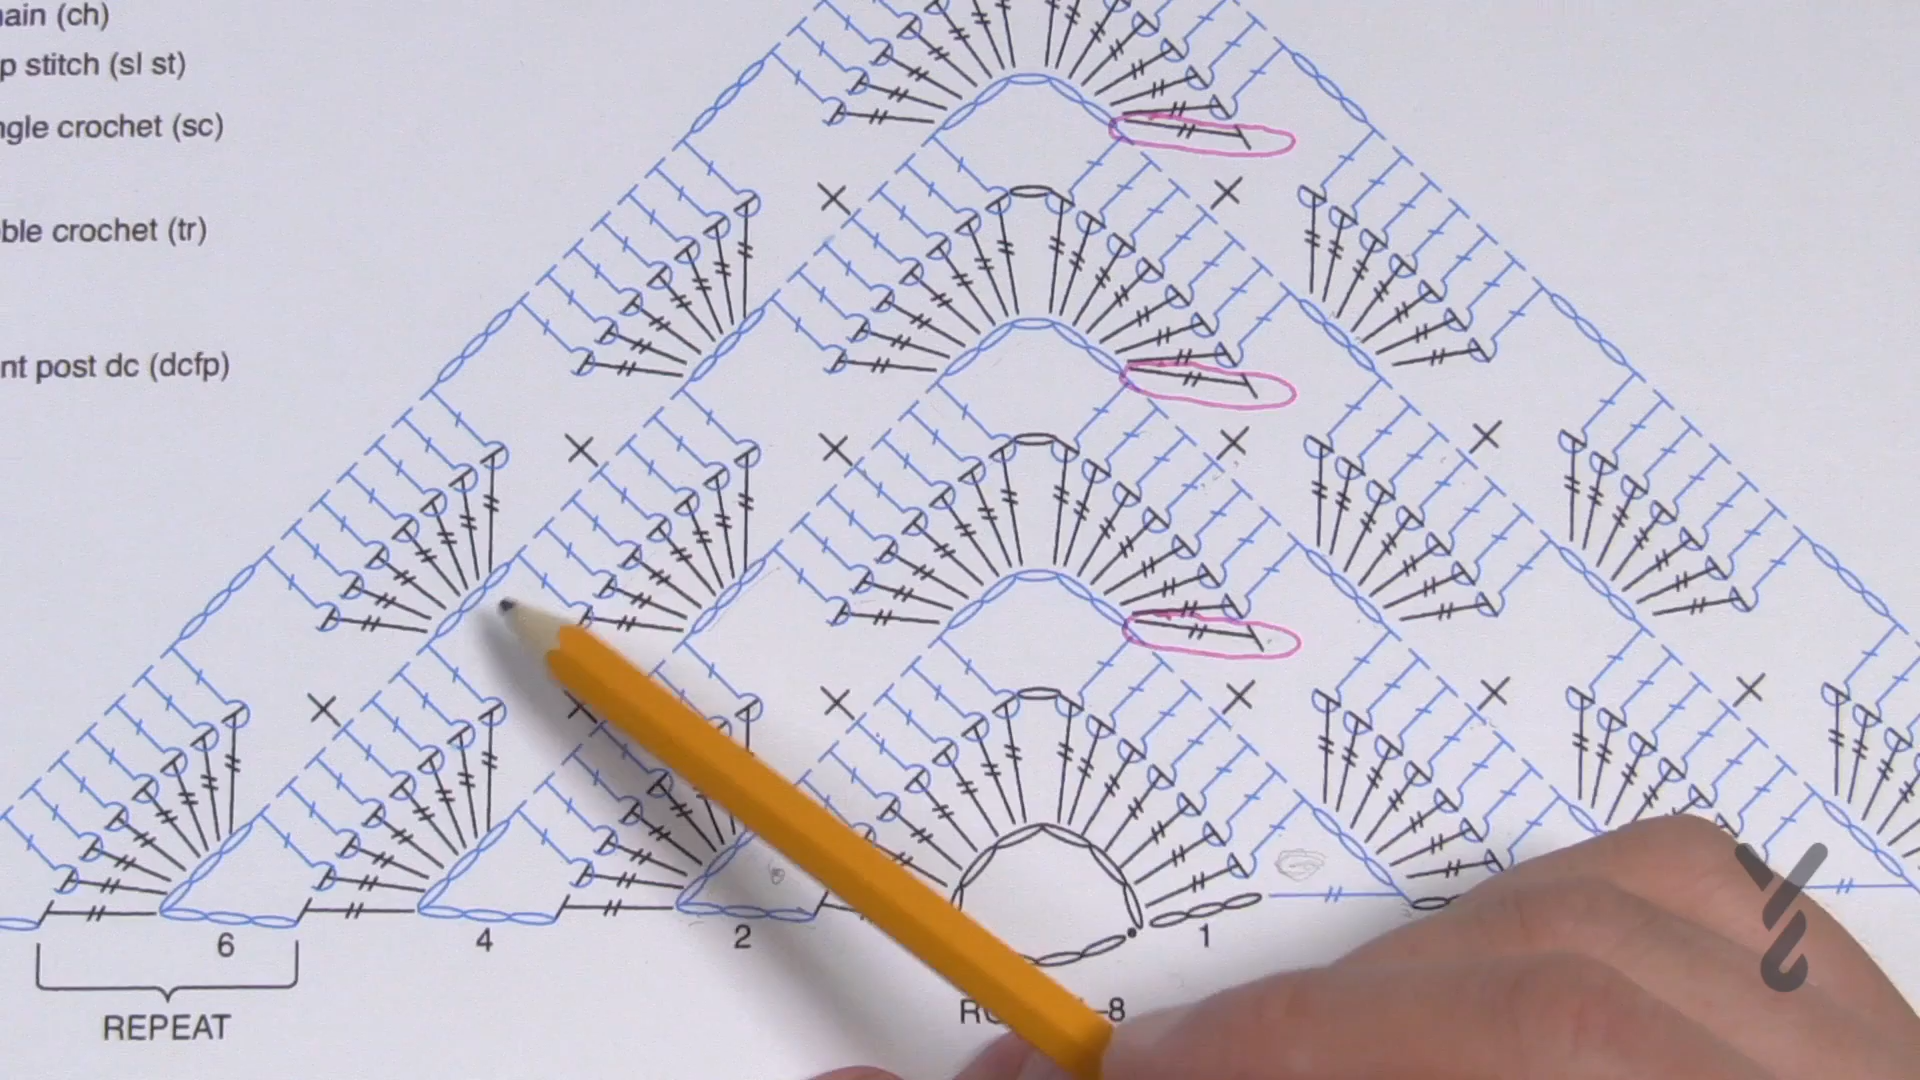 ain (ch)
p stitch (sl st)
ngle crochet (sc)
ble crochet (tr)
nt post dc (dcfp)
6
4
2
1
REPEAT
–8